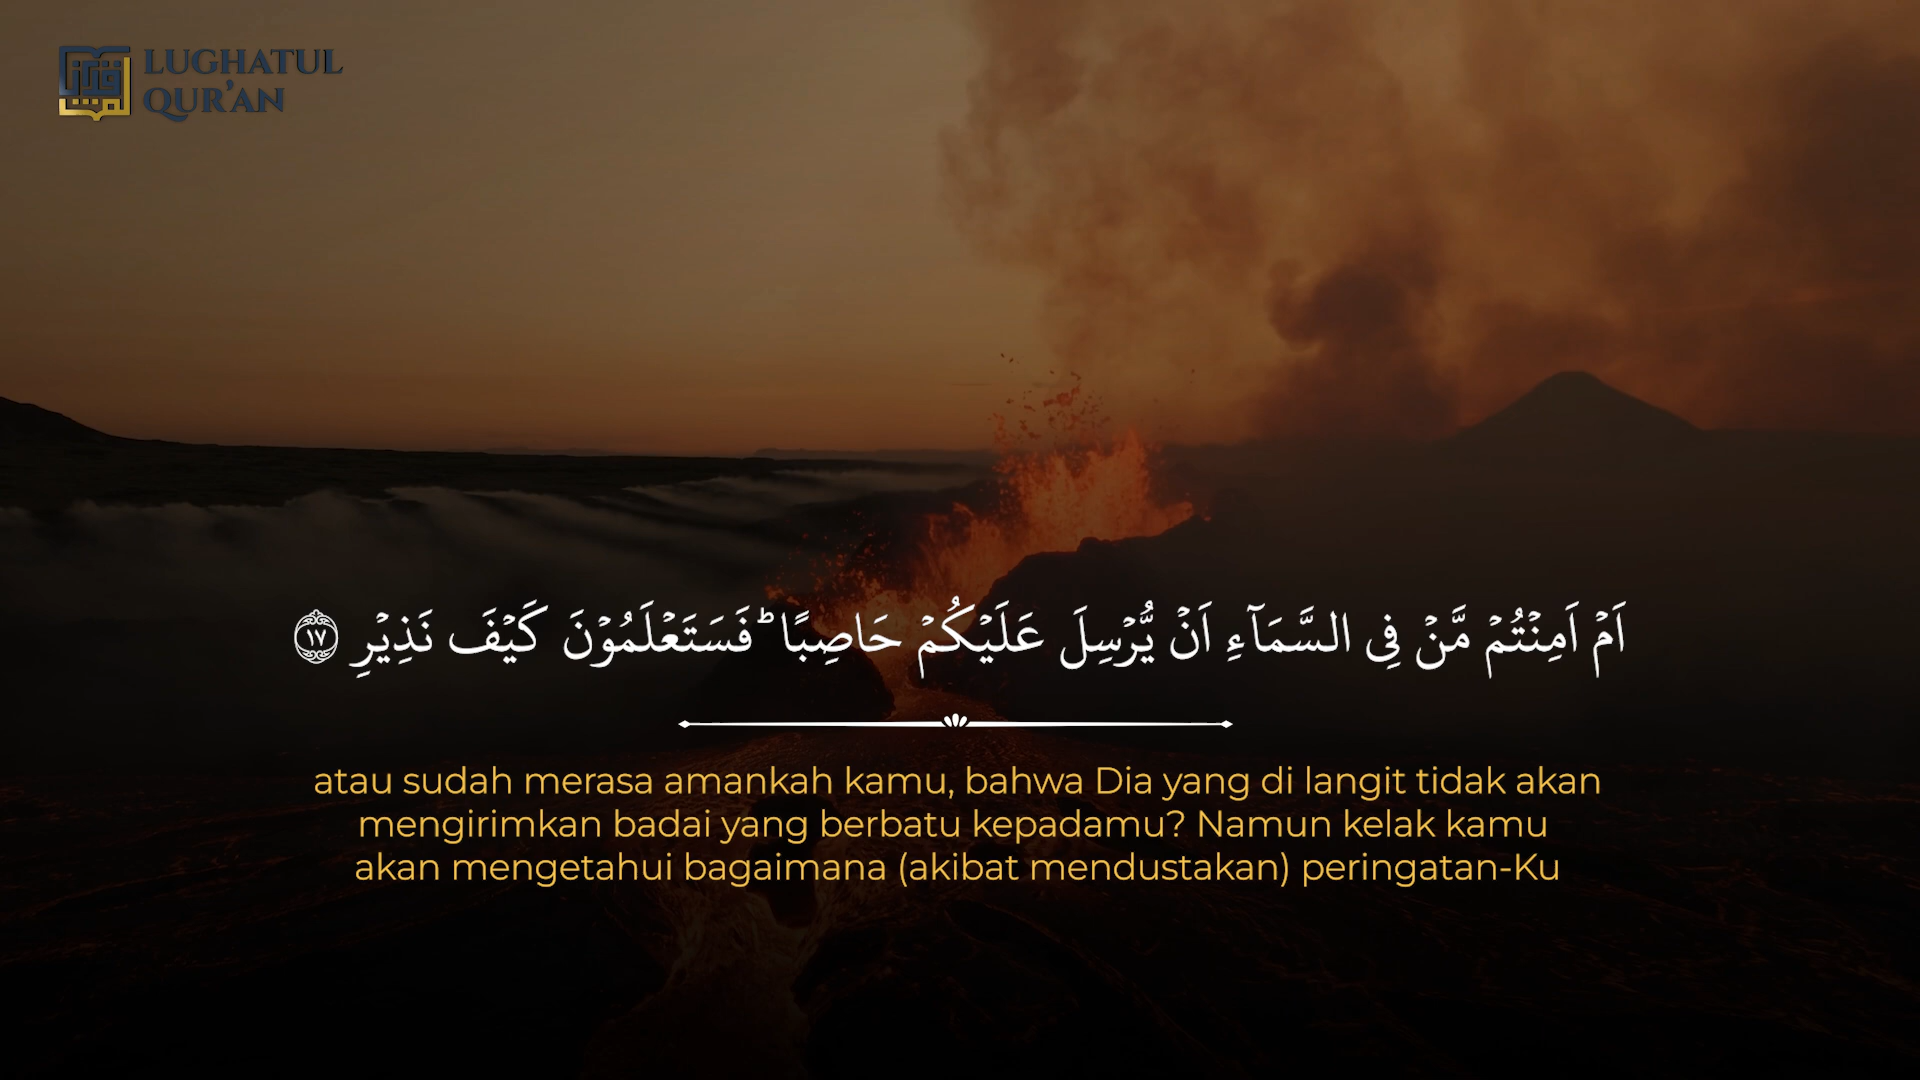 LUGHATUL
QUR'AN
اَمْ اَمِنْتُمْ مَّنْ فِى السَّمَاۤءِ اَنْ يُّرْسِلَ عَلَيْكُمْ حَاصِبًاۗ فَسَتَعْلَمُوْنَ كَيْفَ نَذِيْرِ ١٧
atau sudah merasa amankah kamu, bahwa Dia yang di langit tidak akan
mengirimkan badai yang berbatu kepadamu? Namun kelak kamu
akan mengetahui bagaimana (akibat mendustakan) peringatan-Ku